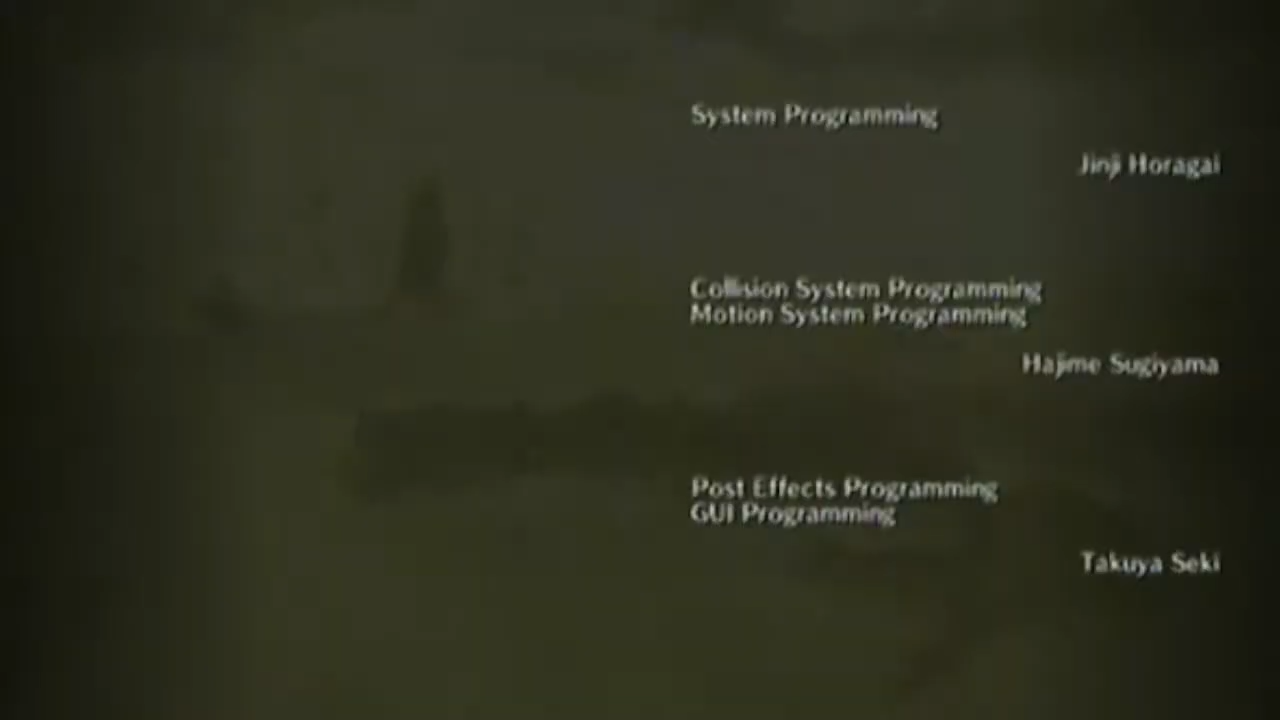 System Programming
Jinji Horagai
Collision System Programming
Motion System Programming
Hajime Sugiyama
Post Effects Programming
GUI Programming
Takuya Seki